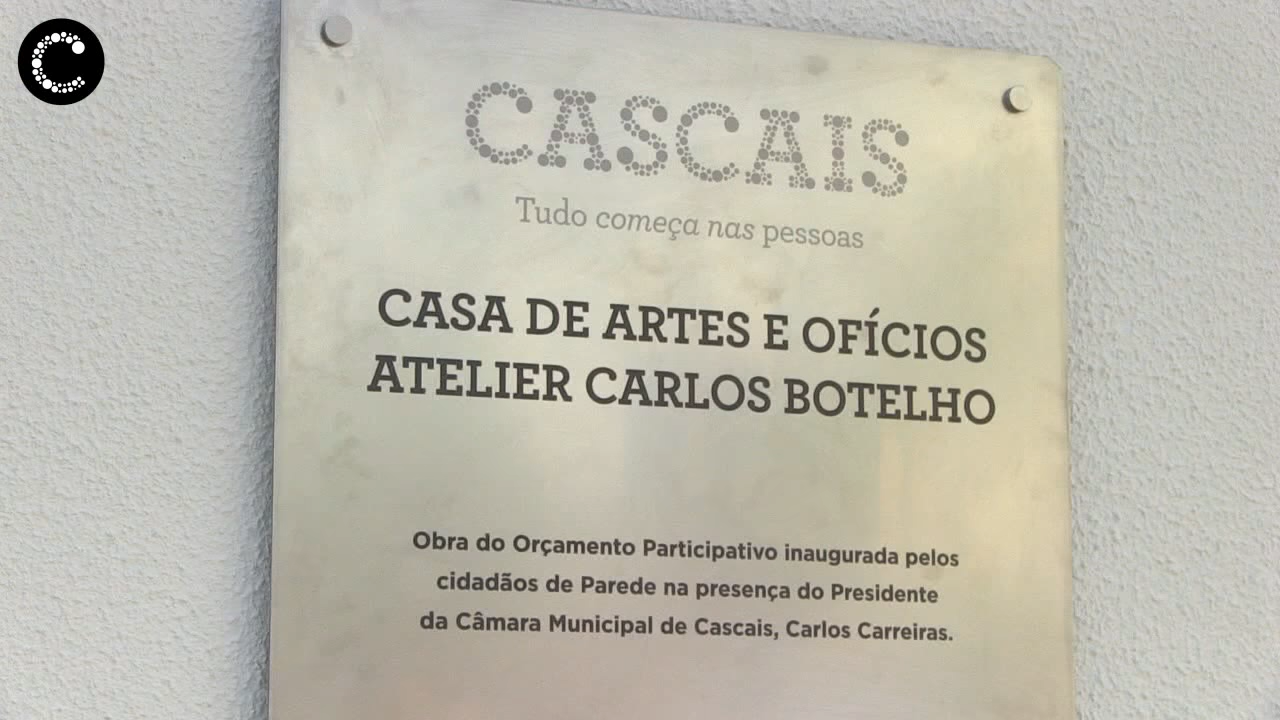 C
CASCAIS
Tudo começa nas pessoas
CASA DE ARTES E OFÍCIOS
ATELIER CARLOS BOTELHO
Obra do Orçamento Participativo inaugurada pelos
cidadãos de Parede na presença do Presidente
da Câmara Municipal de Cascais, Carlos Carreiras.